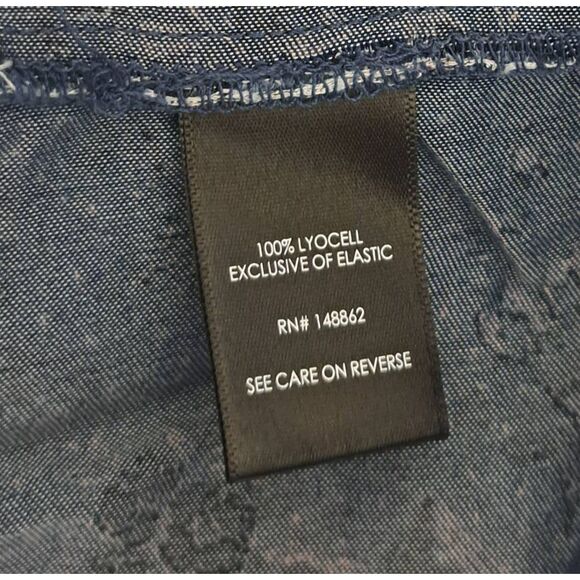 100% LYOCELL
EXCLUSIVE OF ELASTIC
RN# 148862
SEE CARE ON REVERSE